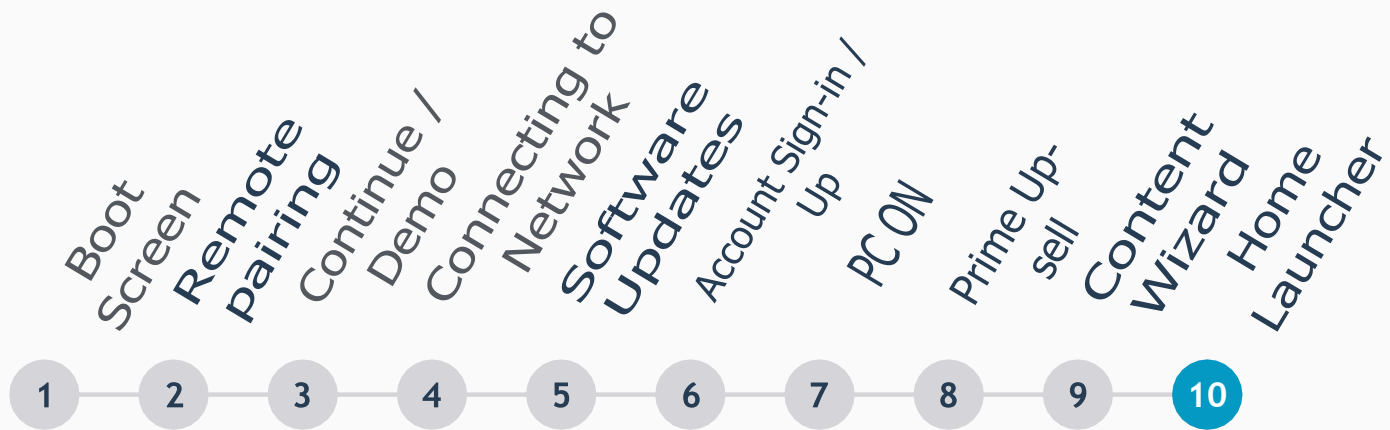 Boot
Screen
Remote
pairing
Continue /
Demo
Connecting to
Network
Software
Updates
Account Sign-in /
Up
PC ON
Prime Up-
sell
Content
Wizard
Home
Launcher
1 2 3 4 5 6 7 8 9 10